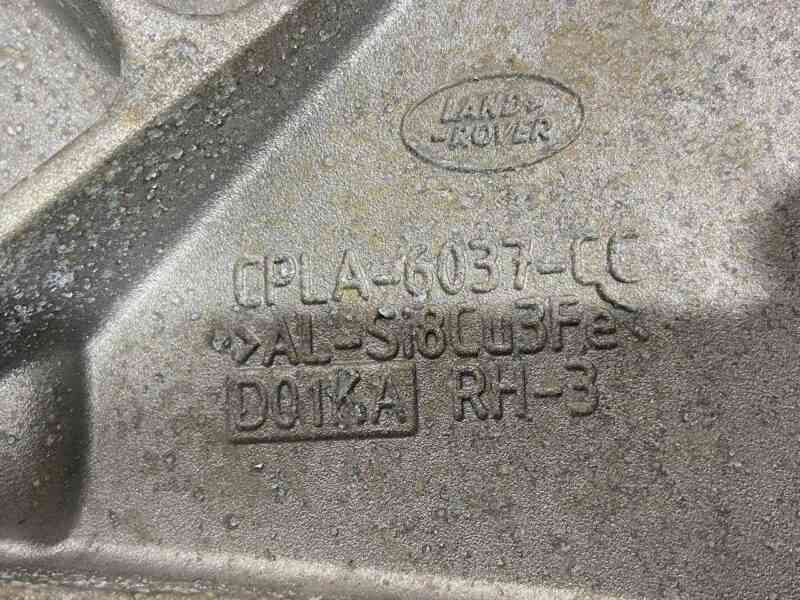 LAND-
-ROVER
CPLA-6037-CC
>AL-Si8Cu3Fe<
D01KA RH-3